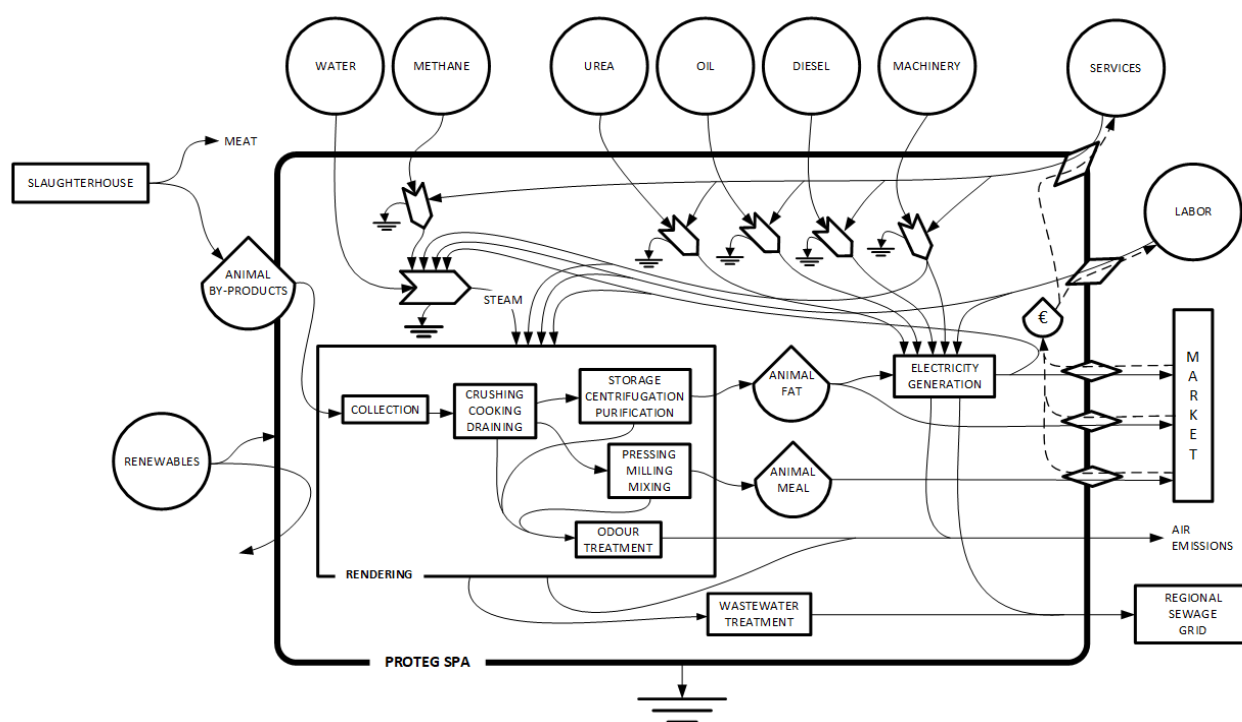 WATER
METHANE
UREA
OIL
DIESEL
MACHINERY
SERVICES
MEAT
SLAUGHTERHOUSE
LABOR
ANIMAL
BY-PRODUCTS
STEAM
€
MARKET
COLLECTION
CRUSHING
COOKING
DRAINING
STORAGE
CENTRIFUGATION
PURIFICATION
ANIMAL
FAT
ELECTRICITY
GENERATION
RENEWABLES
PRESSING
MILLING
MIXING
ANIMAL
MEAL
ODOUR
TREATMENT
AIR
EMISSIONS
RENDERING
WASTEWATER
TREATMENT
REGIONAL
SEWAGE
GRID
PROTEG SPA